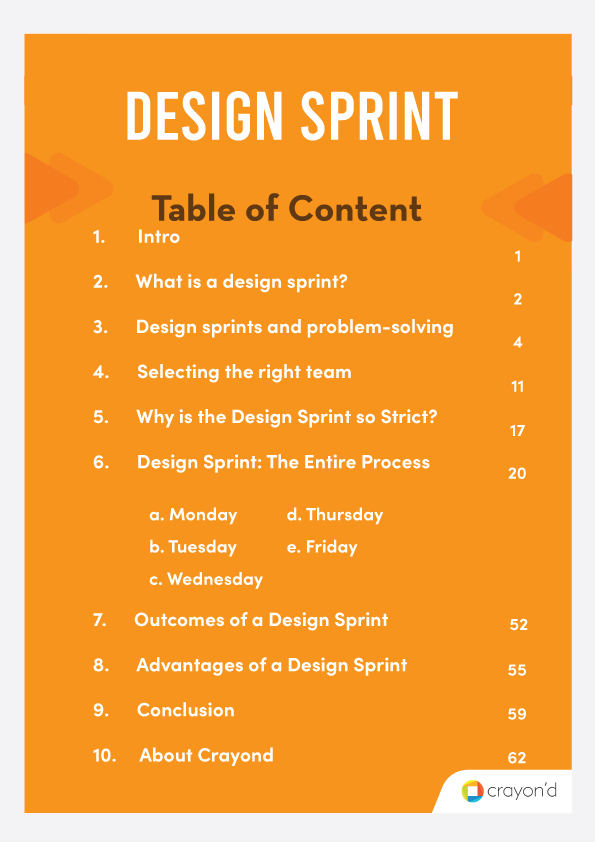 DESIGN SPRINT
Table of Content
1. Intro 1
2. What is a design sprint? 2
3. Design sprints and problem-solving 4
4. Selecting the right team 11
5. Why is the Design Sprint so Strict? 17
6. Design Sprint: The Entire Process 20
a. Monday d. Thursday
b. Tuesday e. Friday
c. Wednesday
7. Outcomes of a Design Sprint 52
8. Advantages of a Design Sprint 55
9. Conclusion 59
10. About Crayond 62
crayon'd